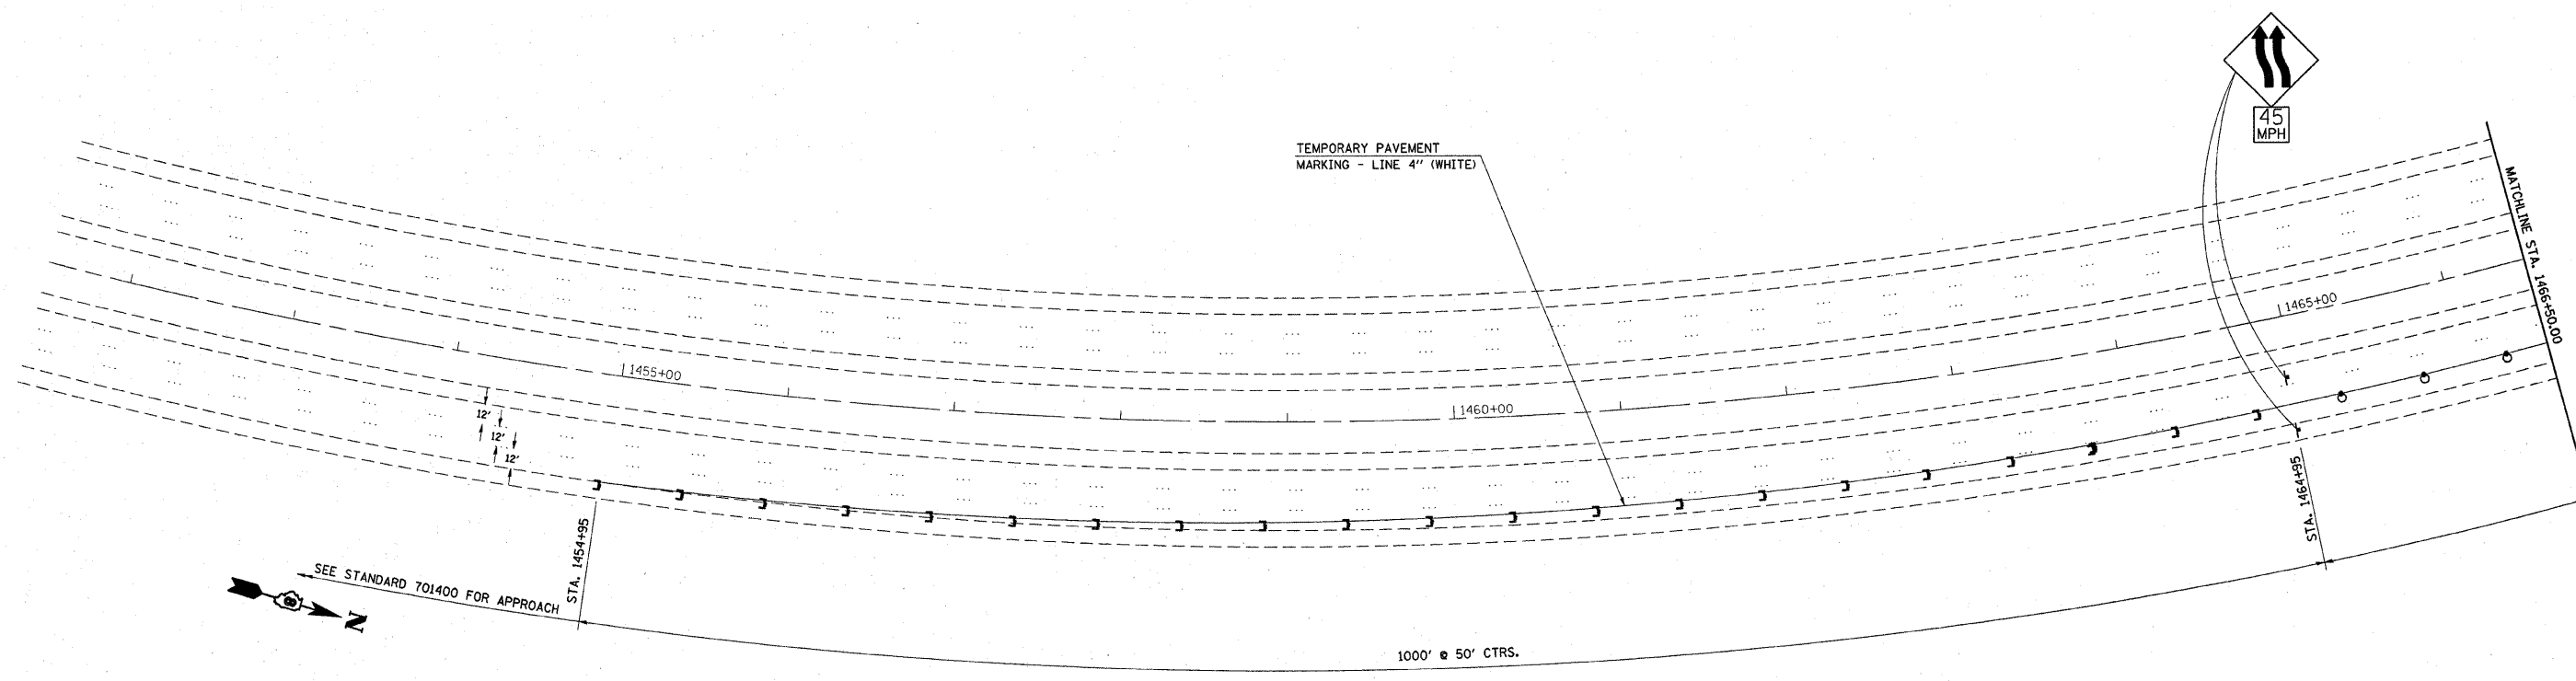 45
MPH
TEMPORARY PAVEMENT
MARKING - LINE 4" (WHITE)
MATCHLINE STA. 1466+50.00
1465+00
1455+00
1460+00
12'
12'
12'
STA. 1454+95
STA. 1464+95
SEE STANDARD 701400 FOR APPROACH
N
1000' @ 50' CTRS.